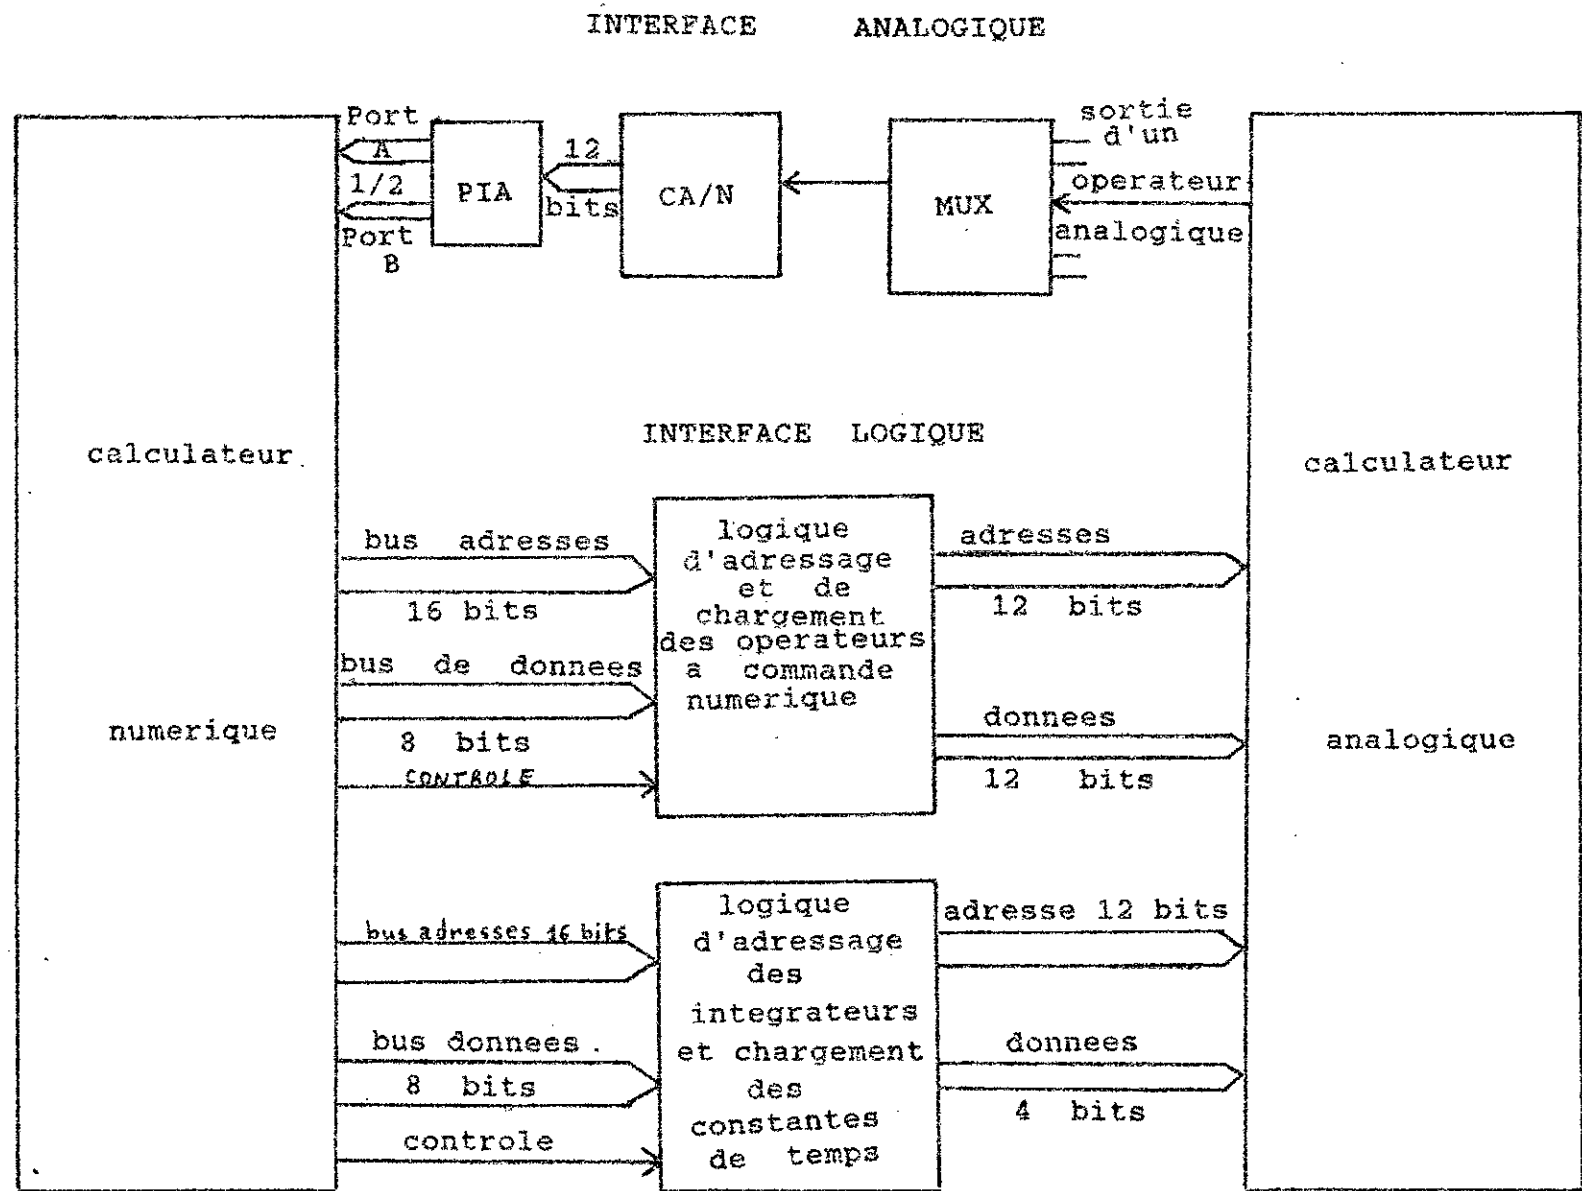 INTERFACE ANALOGIQUE
Port
A
1/2
Port
B
PIA
12
bits
CA/N
MUX
sortie
d'un
operateur
analogique
calculateur
numerique
calculateur
analogique
INTERFACE LOGIQUE
bus adresses
16 bits
bus de donnees
8 bits
CONTROLE
logique
d'adressage
et de
chargement
des operateurs
a commande
numerique
adresses
12 bits
donnees
12 bits
bus adresses 16 bits
bus donnees.
8 bits
controle
logique
d'adressage
des
integrateurs
et chargement
des
constantes
de temps
adresse 12 bits
donnees
4 bits